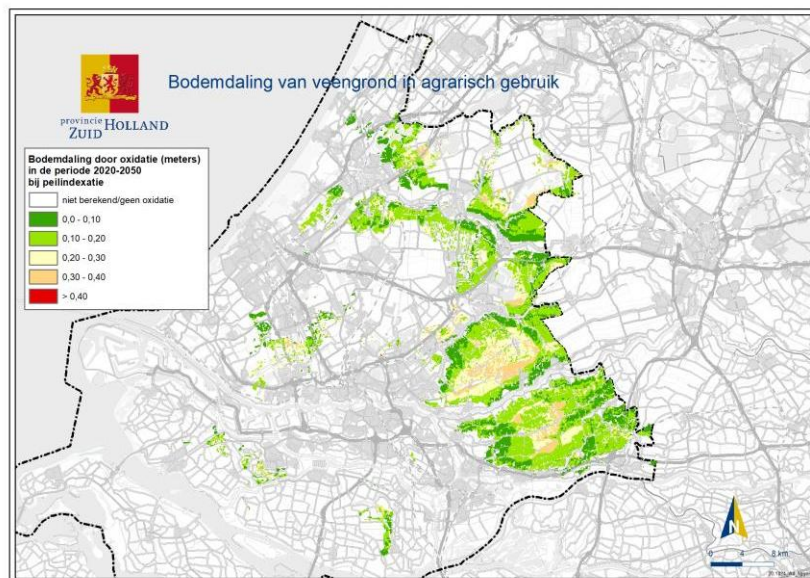 Bodemdaling van veengrond in agrarisch gebruik
provincie
ZUID HOLLAND
Bodemdaling door oxidatie (meters)
in de periode 2020-2050
bij peilindexatie
niet berekend/geen oxidatie
0,0 - 0,10
0,10 - 0,20
0,20 - 0,30
0,30 - 0,40
> 0,40
N
0 4 8 km